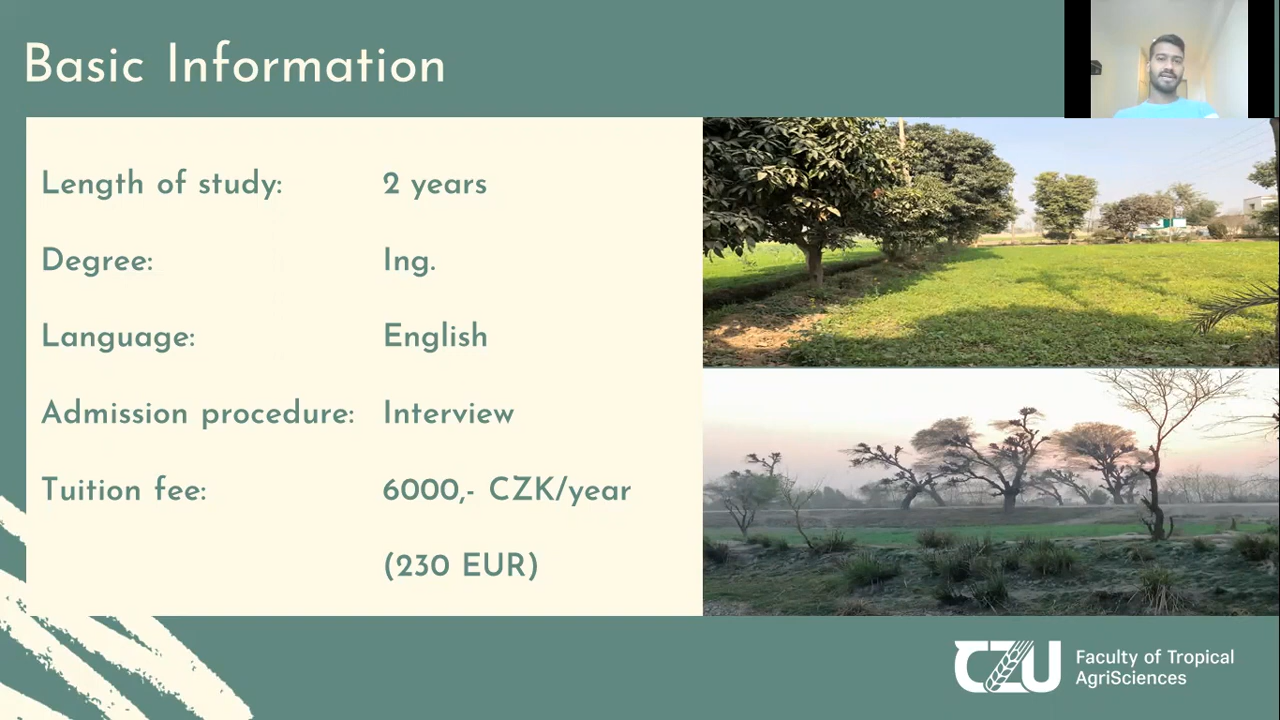 Basic Information
Length of study: 2 years
Degree: Ing.
Language: English
Admission procedure: Interview
Tuition fee: 6000,- CZK/year
(230 EUR)
CZU Faculty of Tropical
AgriSciences